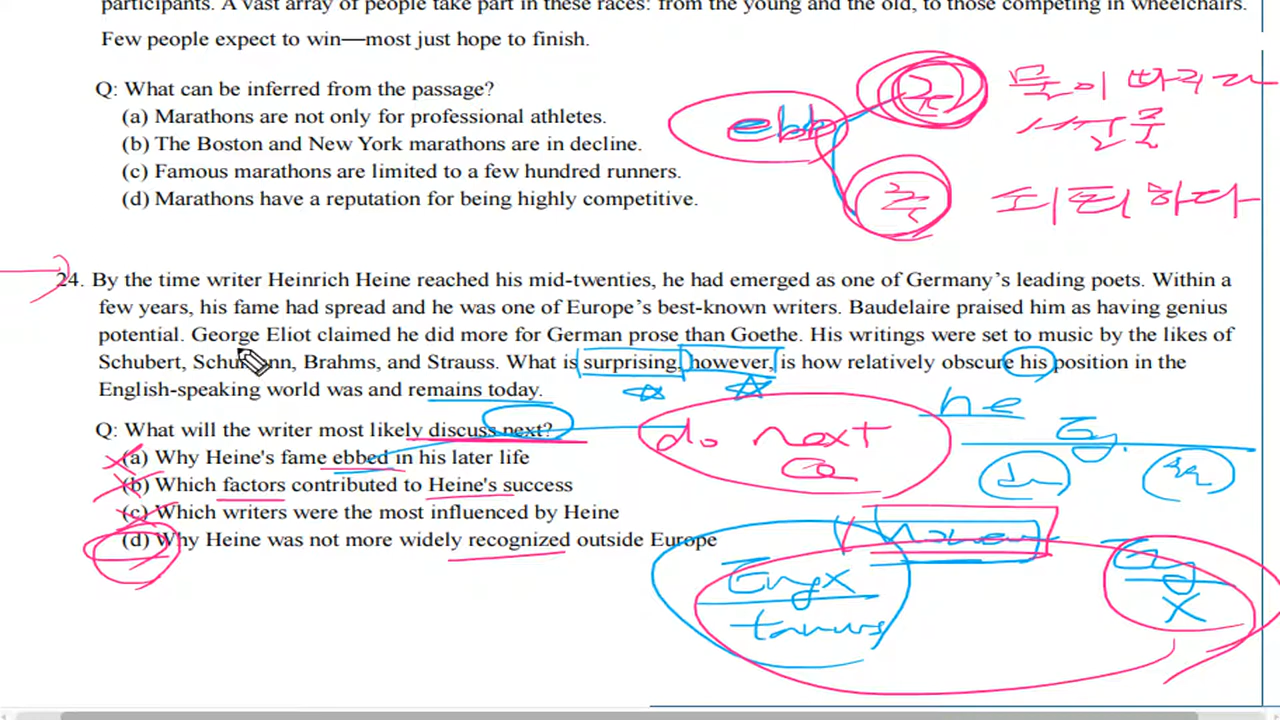 participants. A vast array of people take part in these races: from the young and the old, to those competing in wheelchairs.
Few people expect to win—most just hope to finish.
Q: What can be inferred from the passage?
(a) Marathons are not only for professional athletes.
(b) The Boston and New York marathons are in decline.
(c) Famous marathons are limited to a few hundred runners.
(d) Marathons have a reputation for being highly competitive.
ebb
물이 빠지다
썰물
쇠퇴하다
24. By the time writer Heinrich Heine reached his mid-twenties, he had emerged as one of Germany's leading poets. Within a
few years, his fame had spread and he was one of Europe's best-known writers. Baudelaire praised him as having genius
potential. George Eliot claimed he did more for German prose than Goethe. His writings were set to music by the likes of
Schubert, Schumann, Brahms, and Strauss. What is surprising, however, is how relatively obscure his position in the
English-speaking world was and remains today.
he
Q: What will the writer most likely discuss next?
do next
(a) Why Heine's fame ebbed in his later life
(b) Which factors contributed to Heine's success
(c) Which writers were the most influenced by Heine
(d) Why Heine was not more widely recognized outside Europe
however
Eng X
Eng
X